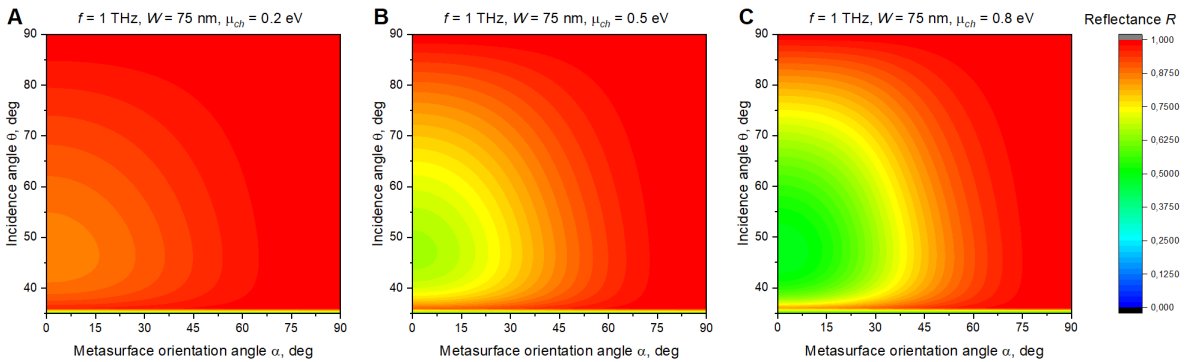 A
f = 1 THz, W = 75 nm, μch = 0.2 eV
B
f = 1 THz, W = 75 nm, μch = 0.5 eV
C
f = 1 THz, W = 75 nm, μch = 0.8 eV
Reflectance R
Incidence angle θ, deg
90
80
70
60
50
40
0 15 30 45 60 75 90
Metasurface orientation angle α, deg
Incidence angle θ, deg
90
80
70
60
50
40
0 15 30 45 60 75 90
Metasurface orientation angle α, deg
Incidence angle θ, deg
90
80
70
60
50
40
0 15 30 45 60 75 90
Metasurface orientation angle α, deg
1,000
0,8750
0,7500
0,6250
0,5000
0,3750
0,2500
0,1250
0,000